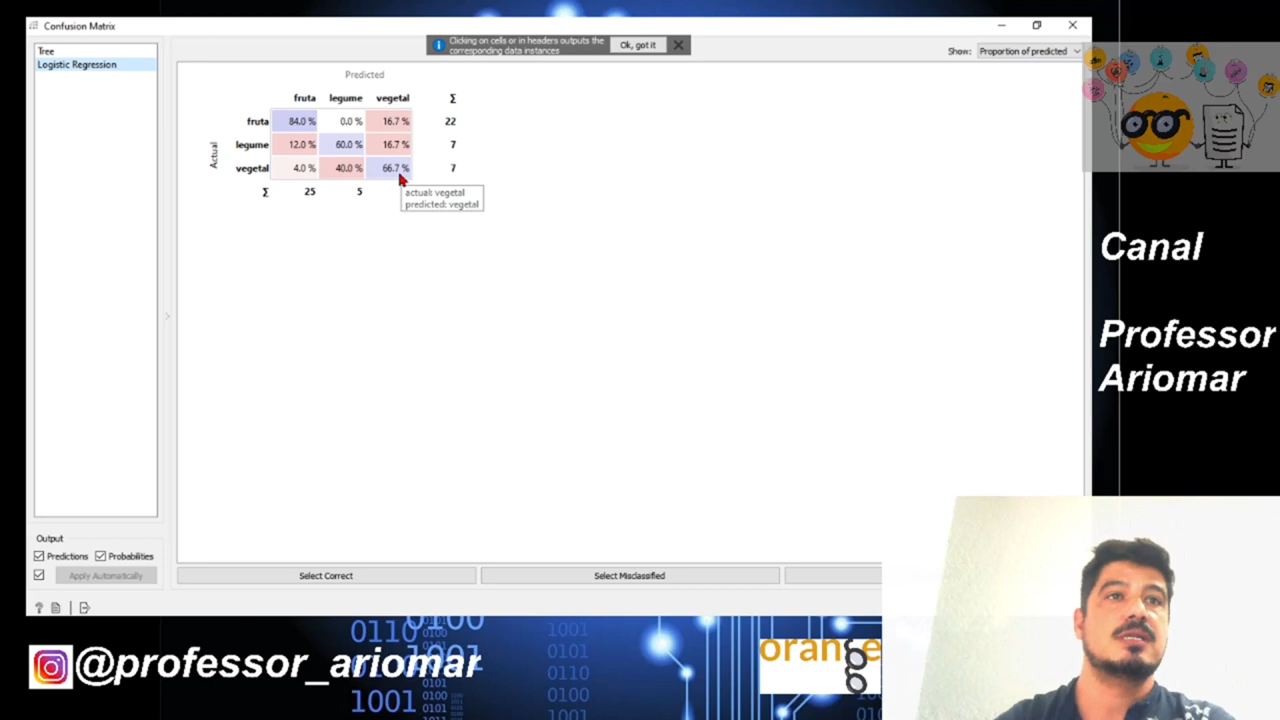 Confusion Matrix
Tree
Logistic Regression
Clicking on cells or in headers outputs the
corresponding data instances
Ok, got it
Show: Proportion of predicted
Predicted
fruta legume vegetal Σ
fruta 84.0 % 0.0 % 16.7 % 22
Actual
legume 12.0 % 60.0 % 16.7 % 7
vegetal 4.0 % 40.0 % 66.7 % 7
Σ 25 5
actual: vegetal
predicted: vegetal
Canal
Professor
Ariomar
Output
Predictions Probabilities
Apply Automatically
Select Correct Select Misclassified
@professor_ariomar
0110
0100
1001
1001
0101
0110
0100
orange